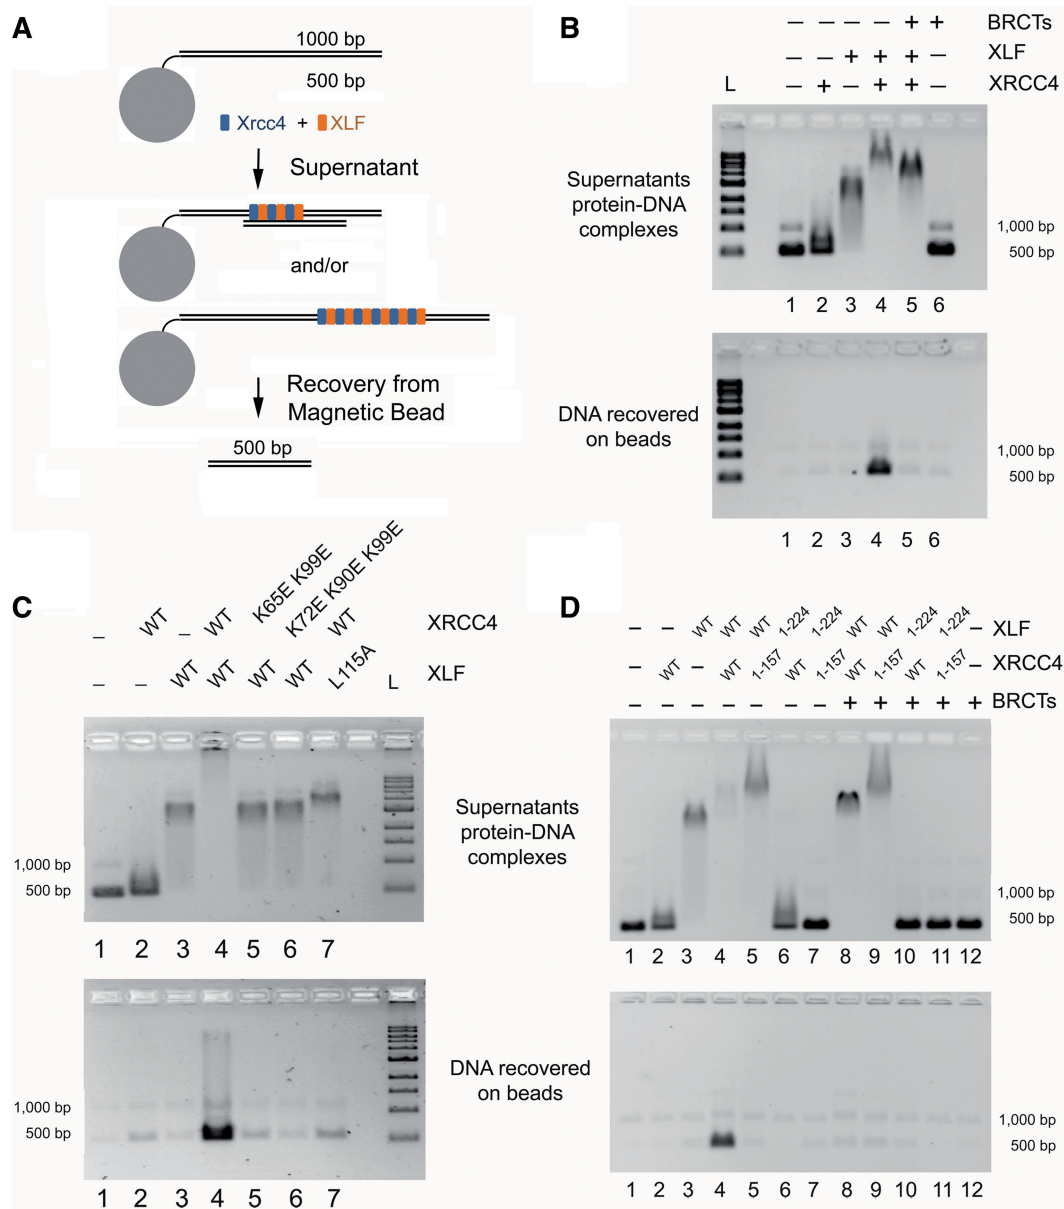 A
1000 bp
500 bp
Xrcc4 + XLF
Supernatant
and/or
Recovery from
Magnetic Bead
500 bp
B
– – – – + + BRCTs
– – + + + – XLF
L – + – + + – XRCC4
Supernatants
protein-DNA
complexes
1,000 bp
500 bp
1 2 3 4 5 6
DNA recovered
on beads
1,000 bp
500 bp
1 2 3 4 5 6
C
– WT – WT K65E K99E K72E K90E K99E WT XRCC4
– – WT WT WT WT L115A L XLF
1,000 bp
500 bp
1 2 3 4 5 6 7
Supernatants
protein-DNA
complexes
1,000 bp
500 bp
1 2 3 4 5 6 7
DNA recovered
on beads
D
– – WT WT WT 1-224 1-224 WT WT 1-224 1-224 – XLF
– WT – WT 1-157 WT 1-157 WT 1-157 WT 1-157 – XRCC4
– – – – – – – + + + + + BRCTs
1,000 bp
500 bp
1 2 3 4 5 6 7 8 9 10 11 12
1,000 bp
500 bp
1 2 3 4 5 6 7 8 9 10 11 12